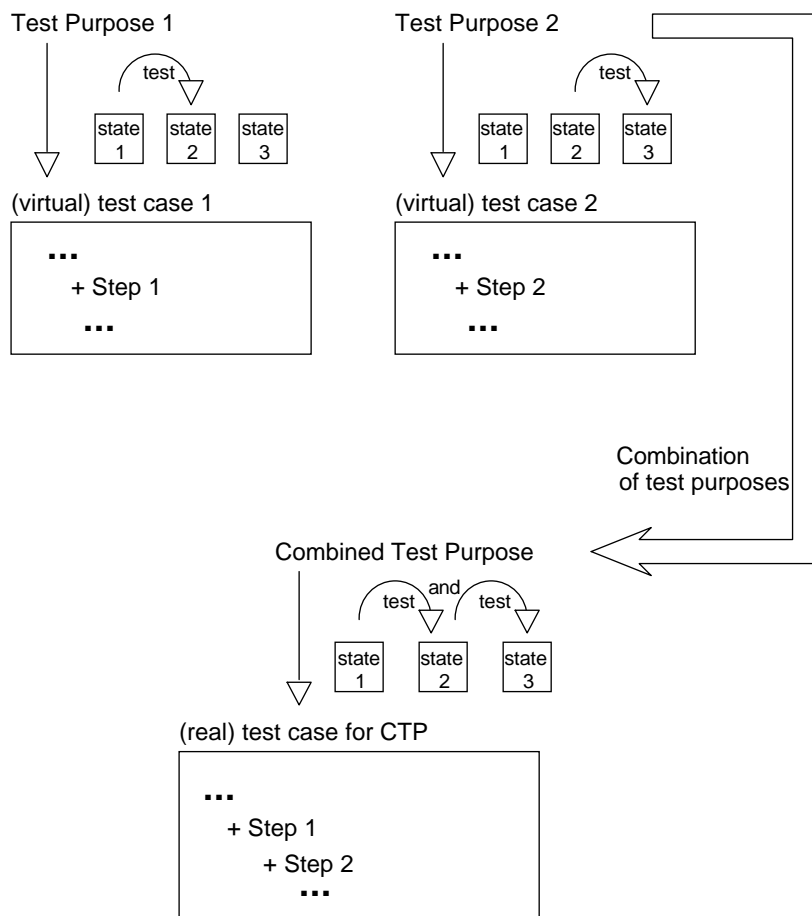 Test Purpose 1
test
state
1
state
2
state
3
(virtual) test case 1
...
+ Step 1
...
Test Purpose 2
test
state
1
state
2
state
3
(virtual) test case 2
...
+ Step 2
...
Combination
of test purposes
Combined Test Purpose
test
and
test
state
1
state
2
state
3
(real) test case for CTP
...
+ Step 1
+ Step 2
...